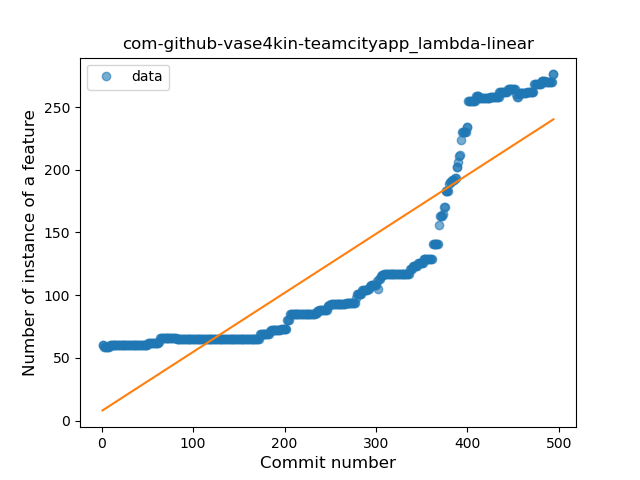 com-github-vase4kin-teamcityapp_lambda-linear
data
Number of instance of a feature
250
200
150
100
50
0
0 100 200 300 400 500
Commit number